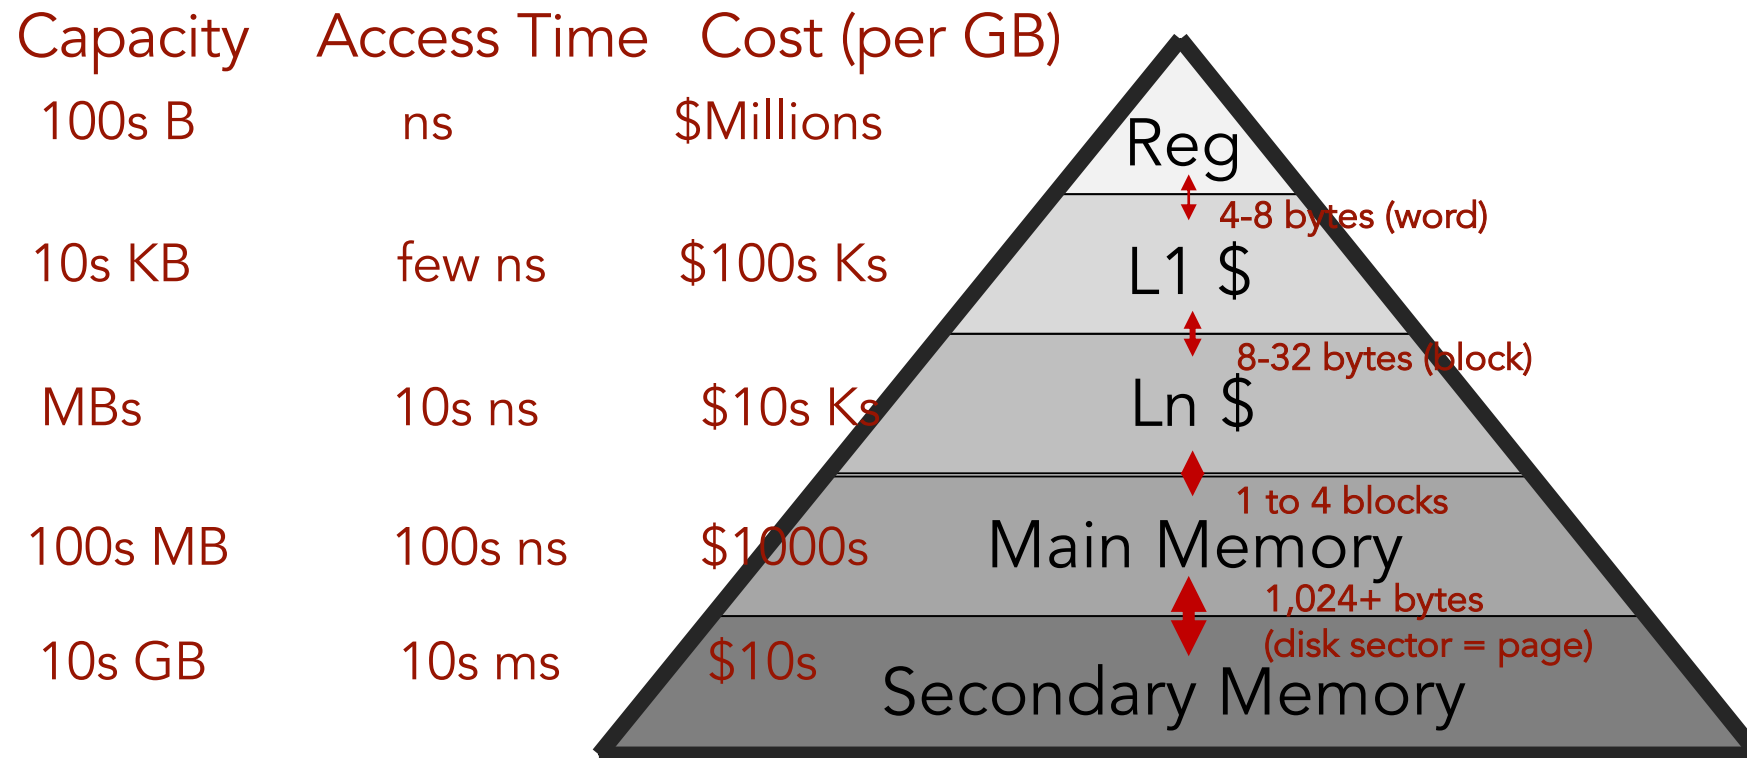 Capacity Access Time Cost (per GB)
100s B ns $Millions
Reg
4-8 bytes (word)
10s KB few ns $100s Ks L1 $
8-32 bytes (block)
MBs 10s ns $10s Ks Ln $
1 to 4 blocks
100s MB 100s ns $1000s Main Memory
1,024+ bytes
(disk sector = page)
10s GB 10s ms $10s
Secondary Memory